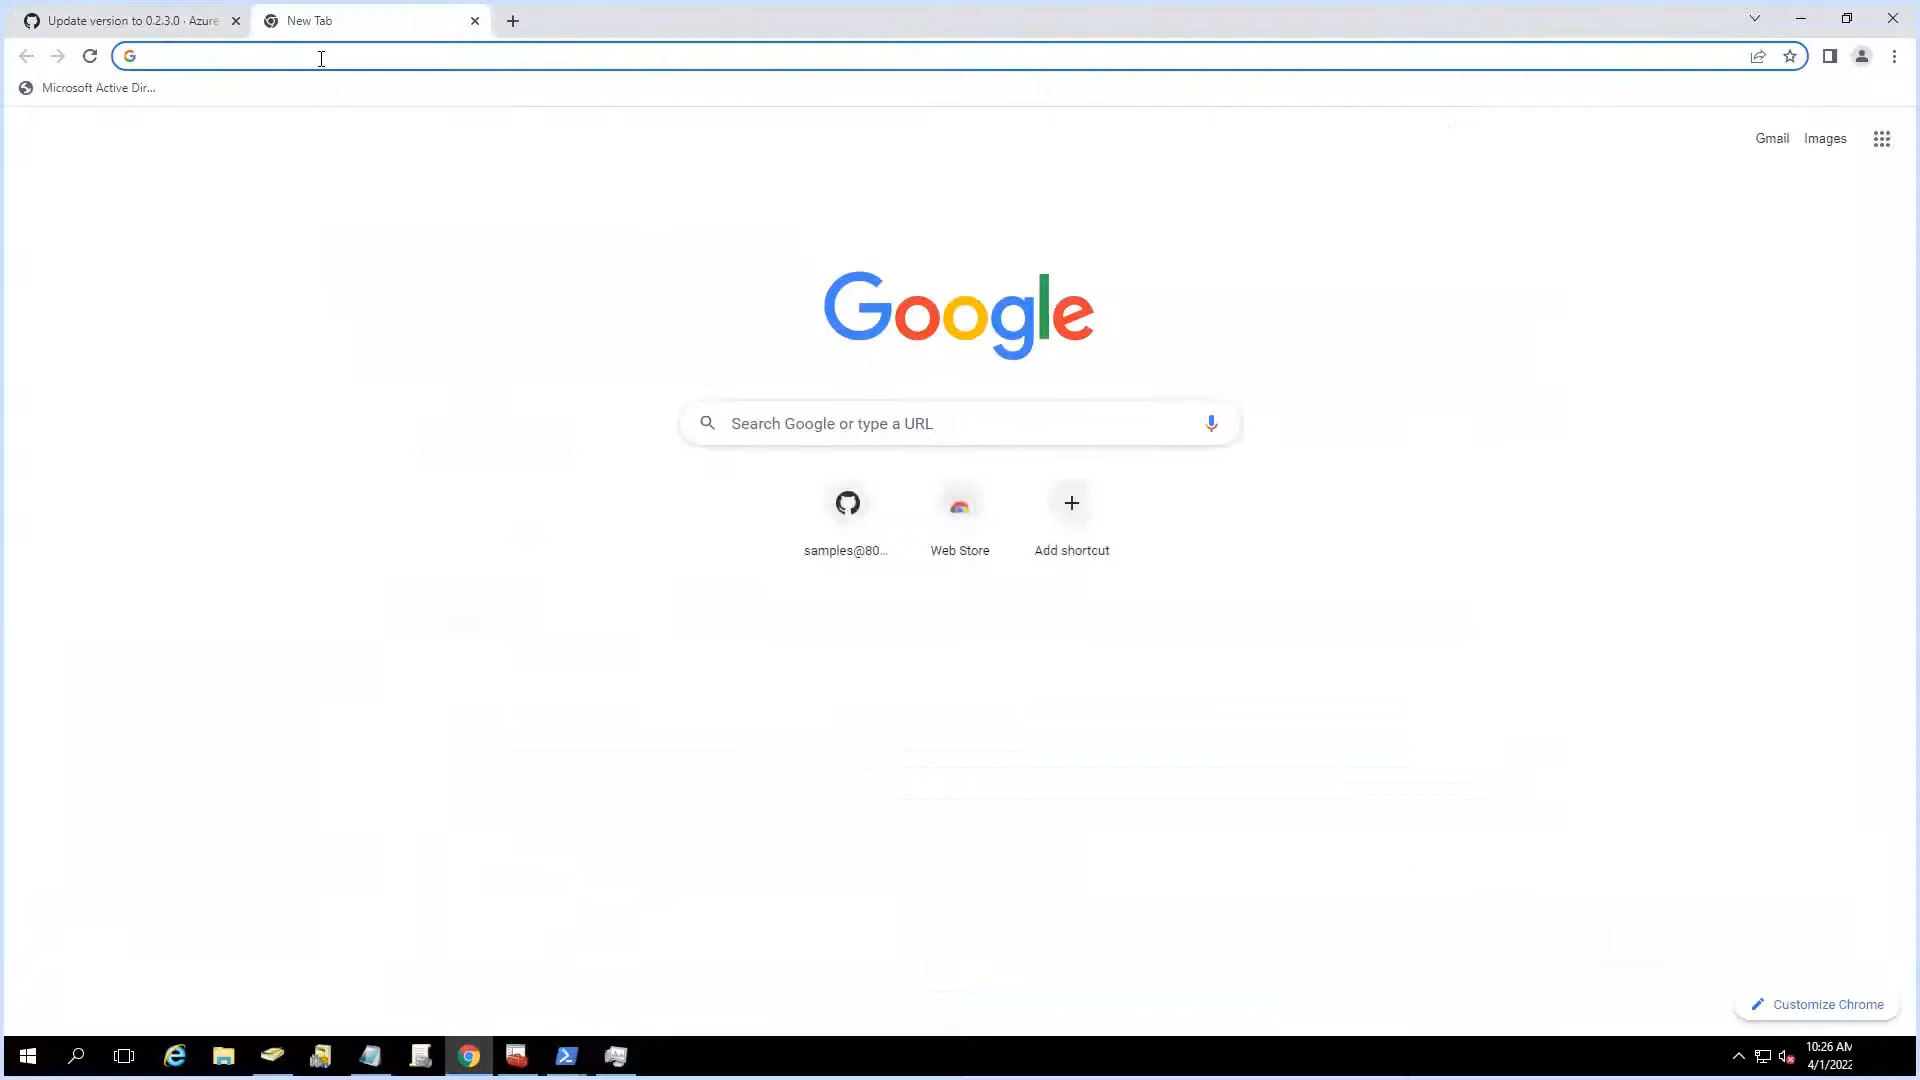 Update version to 0.2.3.0 · Azure
New Tab
Microsoft Active Dir...
Gmail Images
Google
Search Google or type a URL
samples@80... Web Store Add shortcut
Customize Chrome
10:26 AM
4/1/2022